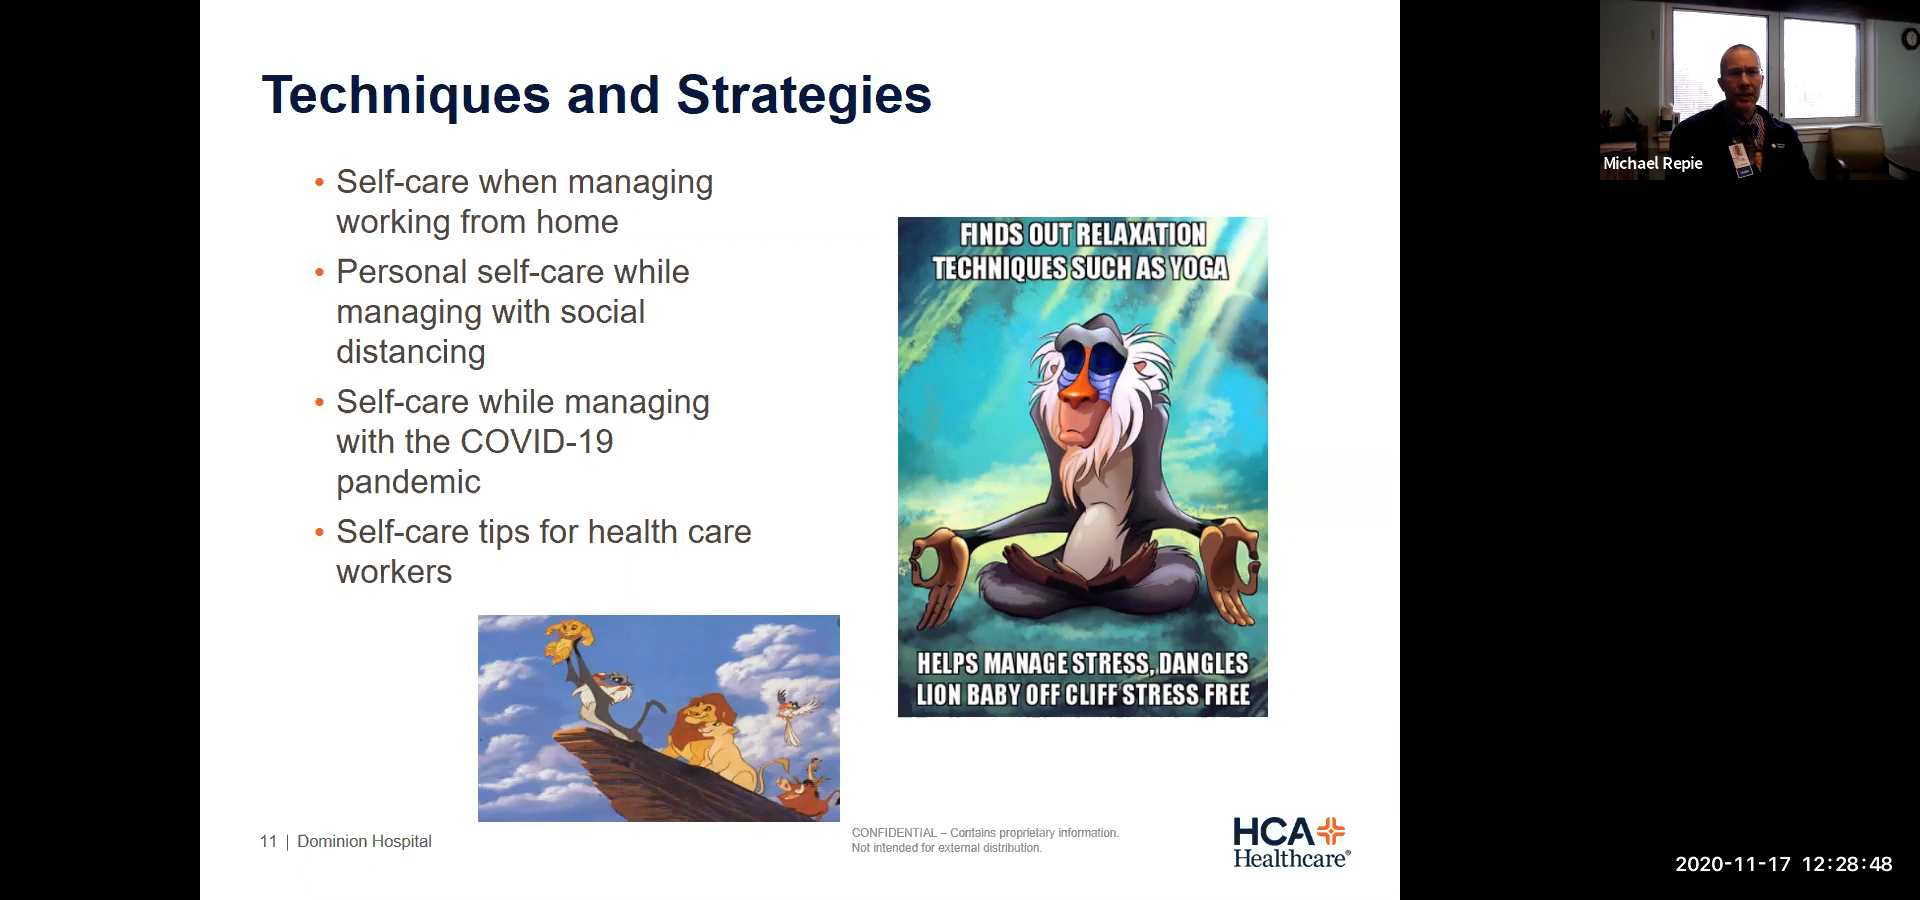 Techniques and Strategies
• Self-care when managing
working from home
• Personal self-care while
managing with social
distancing
• Self-care while managing
with the COVID-19
pandemic
• Self-care tips for health care
workers
FINDS OUT RELAXATION
TECHNIQUES SUCH AS YOGA
HELPS MANAGE STRESS, DANGLES
LION BABY OFF CLIFF STRESS FREE
11 | Dominion Hospital
CONFIDENTIAL – Contains proprietary information.
Not intended for external distribution.
HCA
Healthcare®
Michael Repie
2020-11-17 12:28:48